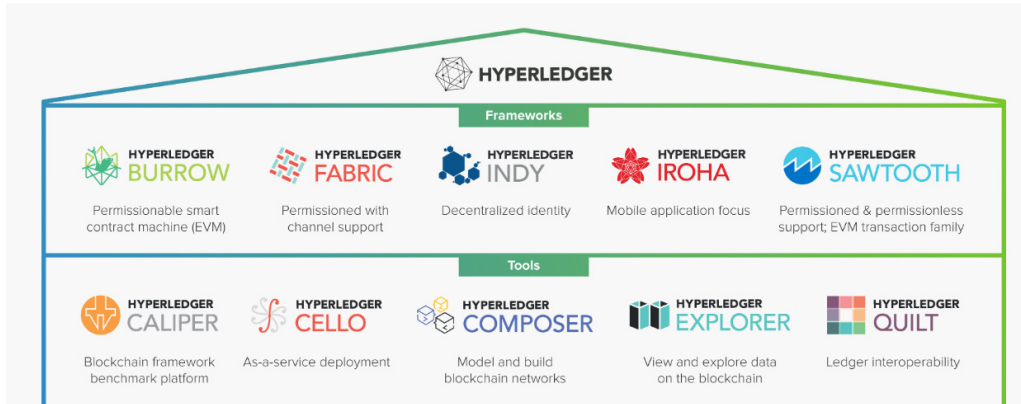 HYPERLEDGER
Frameworks
HYPERLEDGER
BURROW
Permissionable smart
contract machine (EVM)
HYPERLEDGER
FABRIC
Permissioned with
channel support
HYPERLEDGER
INDY
Decentralized identity
HYPERLEDGER
IROHA
Mobile application focus
HYPERLEDGER
SAWTOOTH
Permissioned & permissionless
support; EVM transaction family
Tools
HYPERLEDGER
CALIPER
Blockchain framework
benchmark platform
HYPERLEDGER
CELLO
As-a-service deployment
HYPERLEDGER
COMPOSER
Model and build
blockchain networks
HYPERLEDGER
EXPLORER
View and explore data
on the blockchain
HYPERLEDGER
QUILT
Ledger interoperability